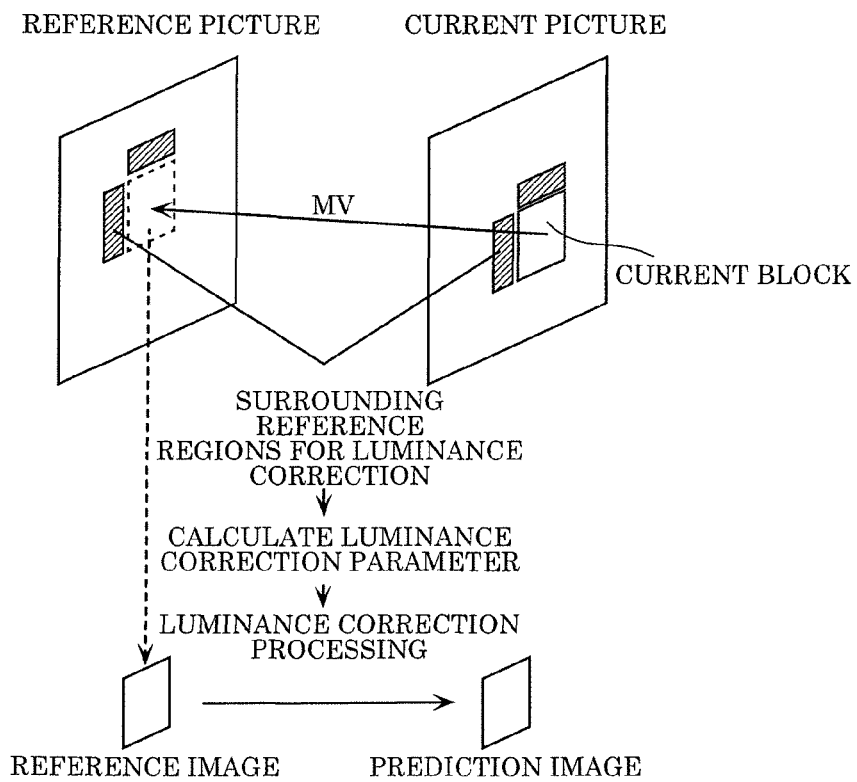 REFERENCE PICTURE
CURRENT PICTURE
MV
CURRENT BLOCK
SURROUNDING
REFERENCE
REGIONS FOR LUMINANCE
CORRECTION
CALCULATE LUMINANCE
CORRECTION PARAMETER
LUMINANCE CORRECTION
PROCESSING
REFERENCE IMAGE
PREDICTION IMAGE